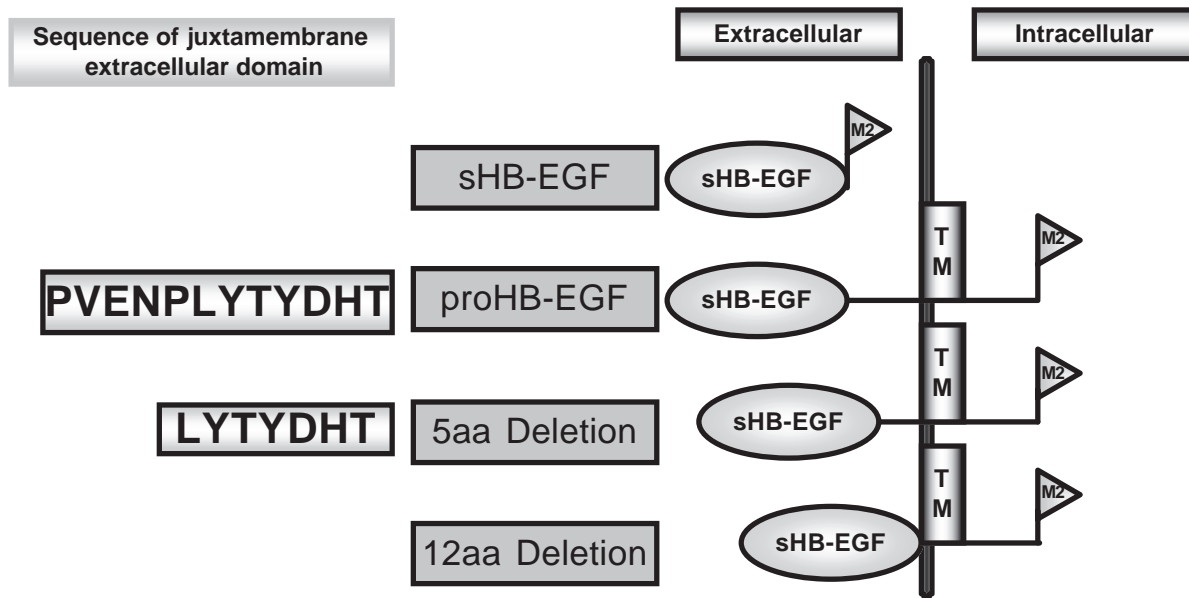 Sequence of juxtamembrane
extracellular domain
Extracellular
Intracellular
M2
sHB-EGF
sHB-EGF
T
M
M2
PVENPLYTYDHT
proHB-EGF
sHB-EGF
T
M
M2
LYTYDHT
5aa Deletion
sHB-EGF
T
M
M2
12aa Deletion
sHB-EGF